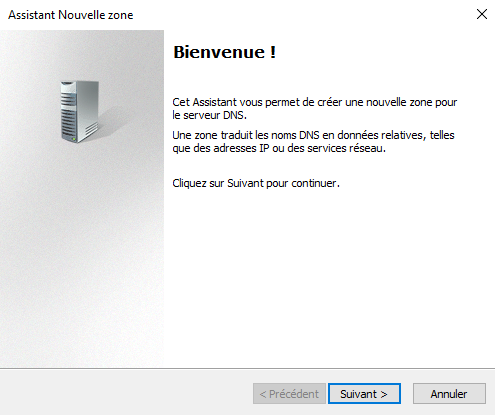 Assistant Nouvelle zone
Bienvenue !
Cet Assistant vous permet de créer une nouvelle zone pour
le serveur DNS.
Une zone traduit les noms DNS en données relatives, telles
que des adresses IP ou des services réseau.
Cliquez sur Suivant pour continuer.
< Précédent
Suivant >
Annuler